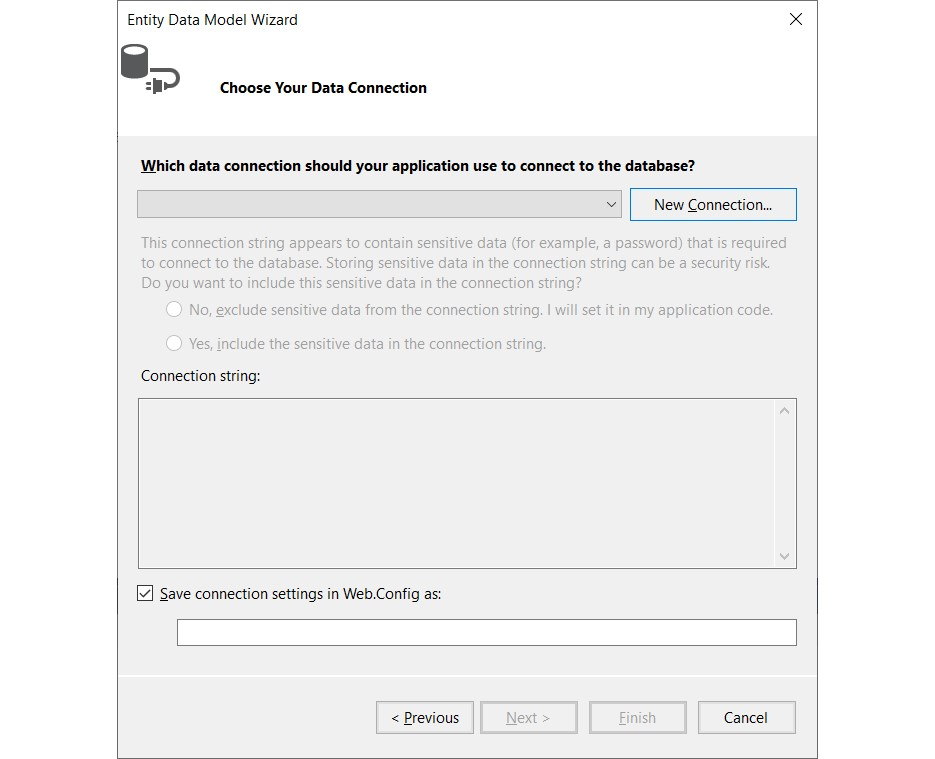 Entity Data Model Wizard
Choose Your Data Connection
Which data connection should your application use to connect to the database?
New Connection...
This connection string appears to contain sensitive data (for example, a password) that is required
to connect to the database. Storing sensitive data in the connection string can be a security risk.
Do you want to include this sensitive data in the connection string?
No, exclude sensitive data from the connection string. I will set it in my application code.
Yes, include the sensitive data in the connection string.
Connection string:
Save connection settings in Web.Config as:
< Previous
Next >
Finish
Cancel